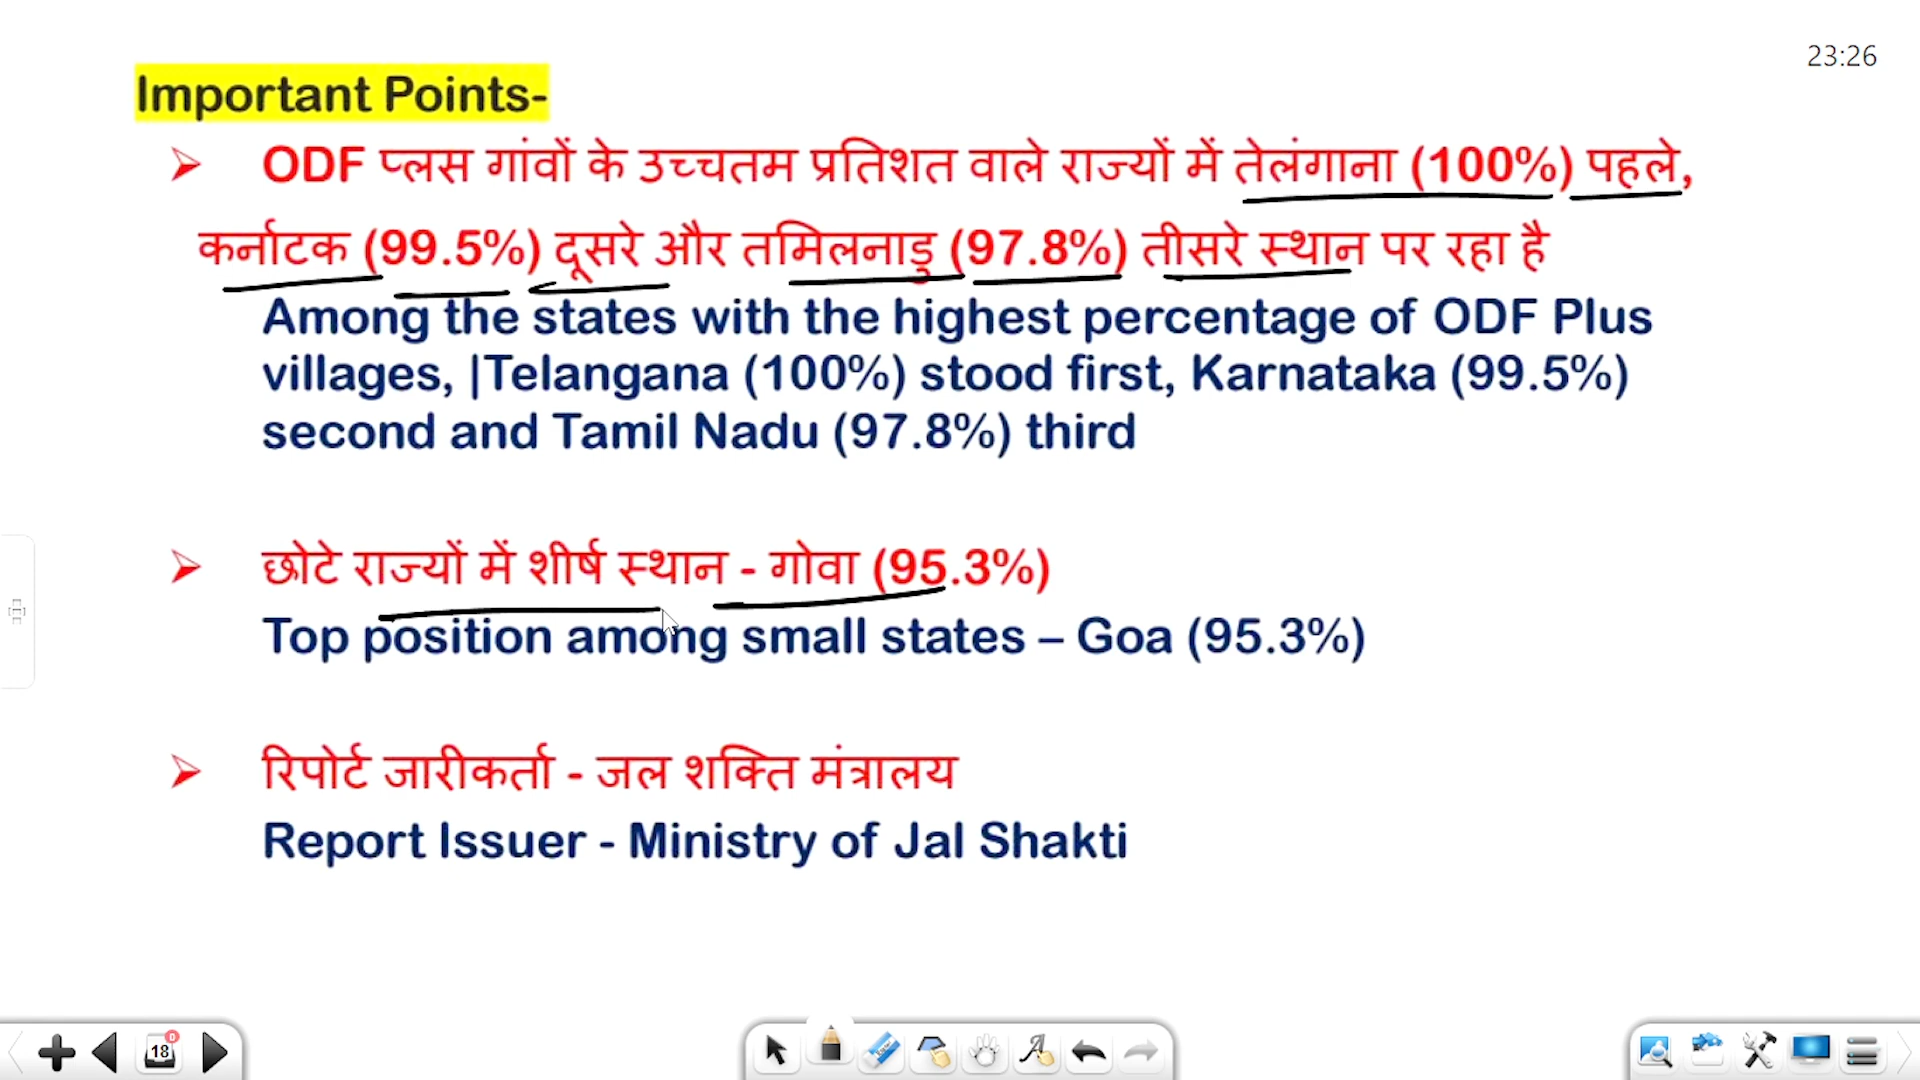 23:26
Important Points-
ODF प्लस गांवों के उच्चतम प्रतिशत वाले राज्यों में तेलंगाना (100%) पहले,
कर्नाटक (99.5%) दूसरे और तमिलनाडु (97.8%) तीसरे स्थान पर रहा है
Among the states with the highest percentage of ODF Plus
villages, |Telangana (100%) stood first, Karnataka (99.5%)
second and Tamil Nadu (97.8%) third
छोटे राज्यों में शीर्ष स्थान - गोवा (95.3%)
Top position among small states – Goa (95.3%)
रिपोर्ट जारीकर्ता - जल शक्ति मंत्रालय
Report Issuer - Ministry of Jal Shakti
18